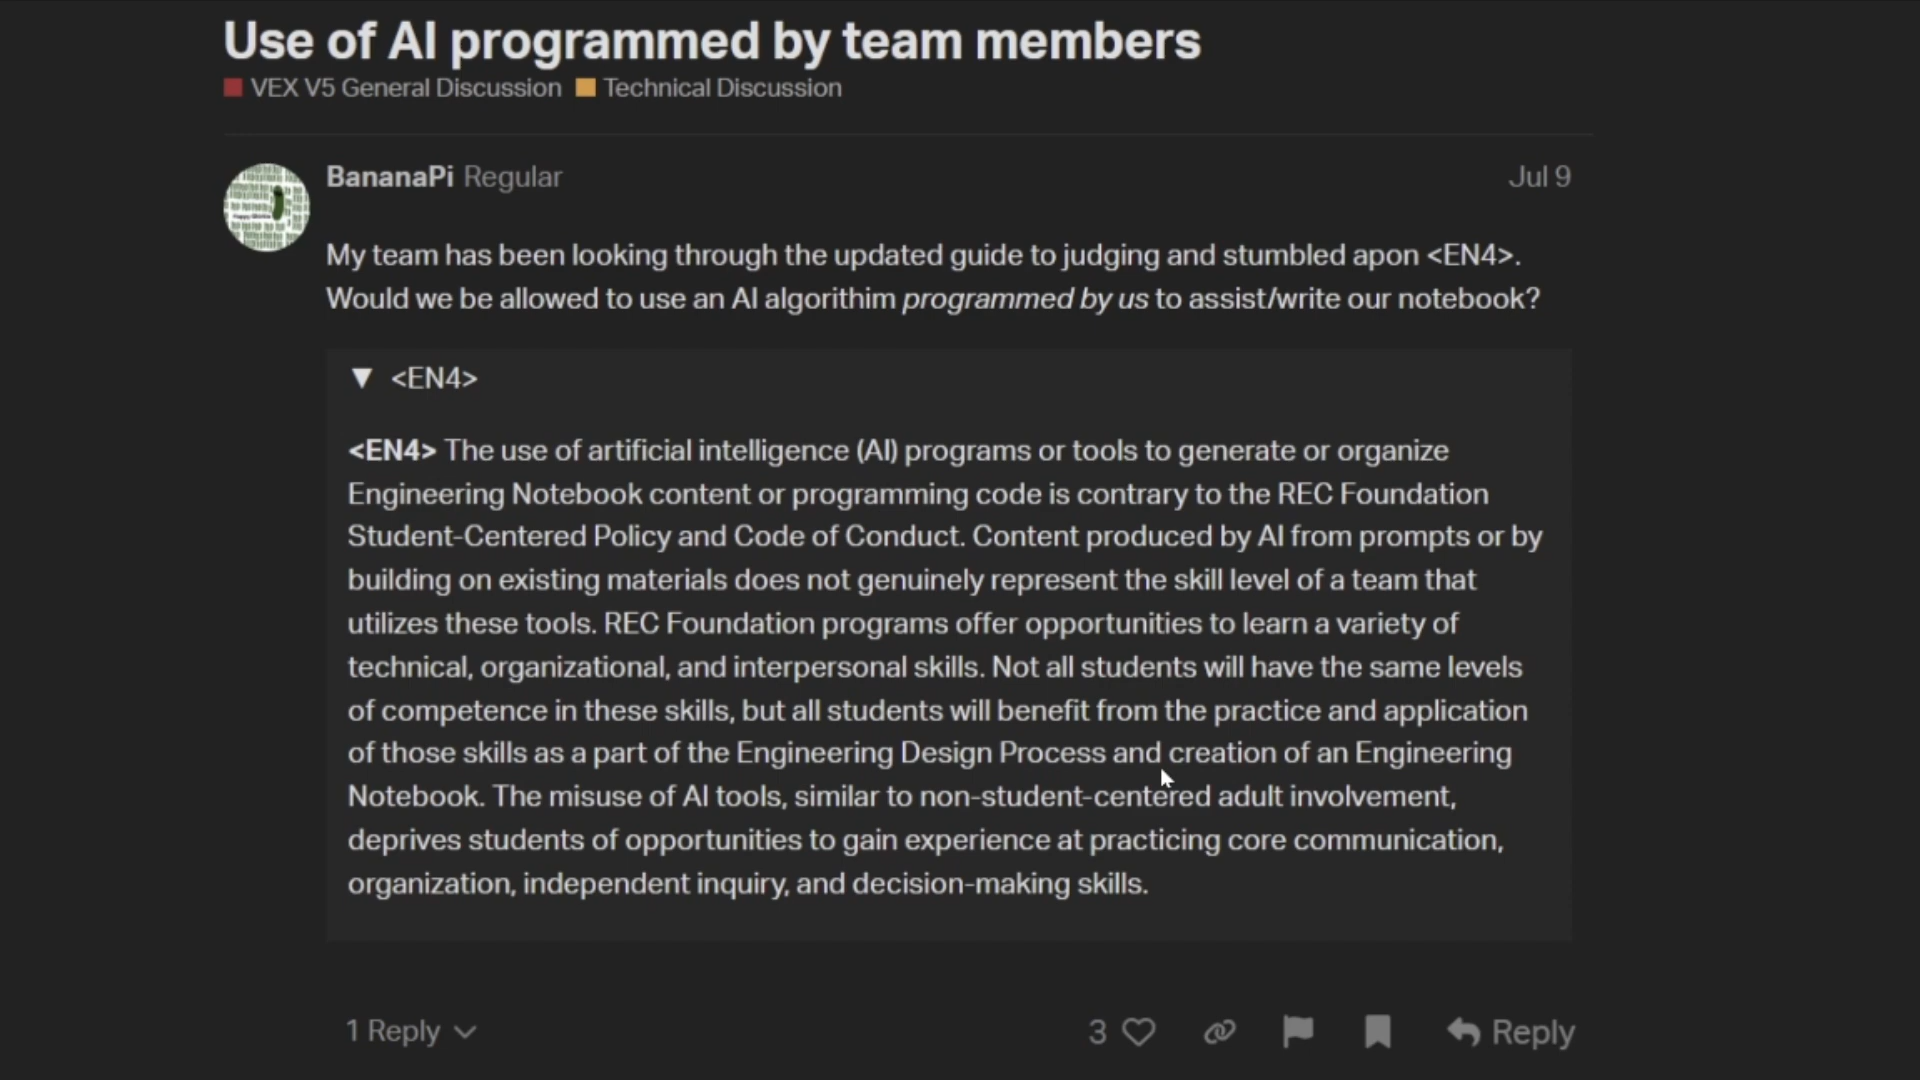 Use of AI programmed by team members
VEX V5 General Discussion Technical Discussion
BananaPi Regular Jul 9
My team has been looking through the updated guide to judging and stumbled apon <EN4>.
Would we be allowed to use an AI algorithim programmed by us to assist/write our notebook?
▼ <EN4>
<EN4> The use of artificial intelligence (AI) programs or tools to generate or organize
Engineering Notebook content or programming code is contrary to the REC Foundation
Student-Centered Policy and Code of Conduct. Content produced by AI from prompts or by
building on existing materials does not genuinely represent the skill level of a team that
utilizes these tools. REC Foundation programs offer opportunities to learn a variety of
technical, organizational, and interpersonal skills. Not all students will have the same levels
of competence in these skills, but all students will benefit from the practice and application
of those skills as a part of the Engineering Design Process and creation of an Engineering
Notebook. The misuse of AI tools, similar to non-student-centered adult involvement,
deprives students of opportunities to gain experience at practicing core communication,
organization, independent inquiry, and decision-making skills.
1 Reply 3 Reply